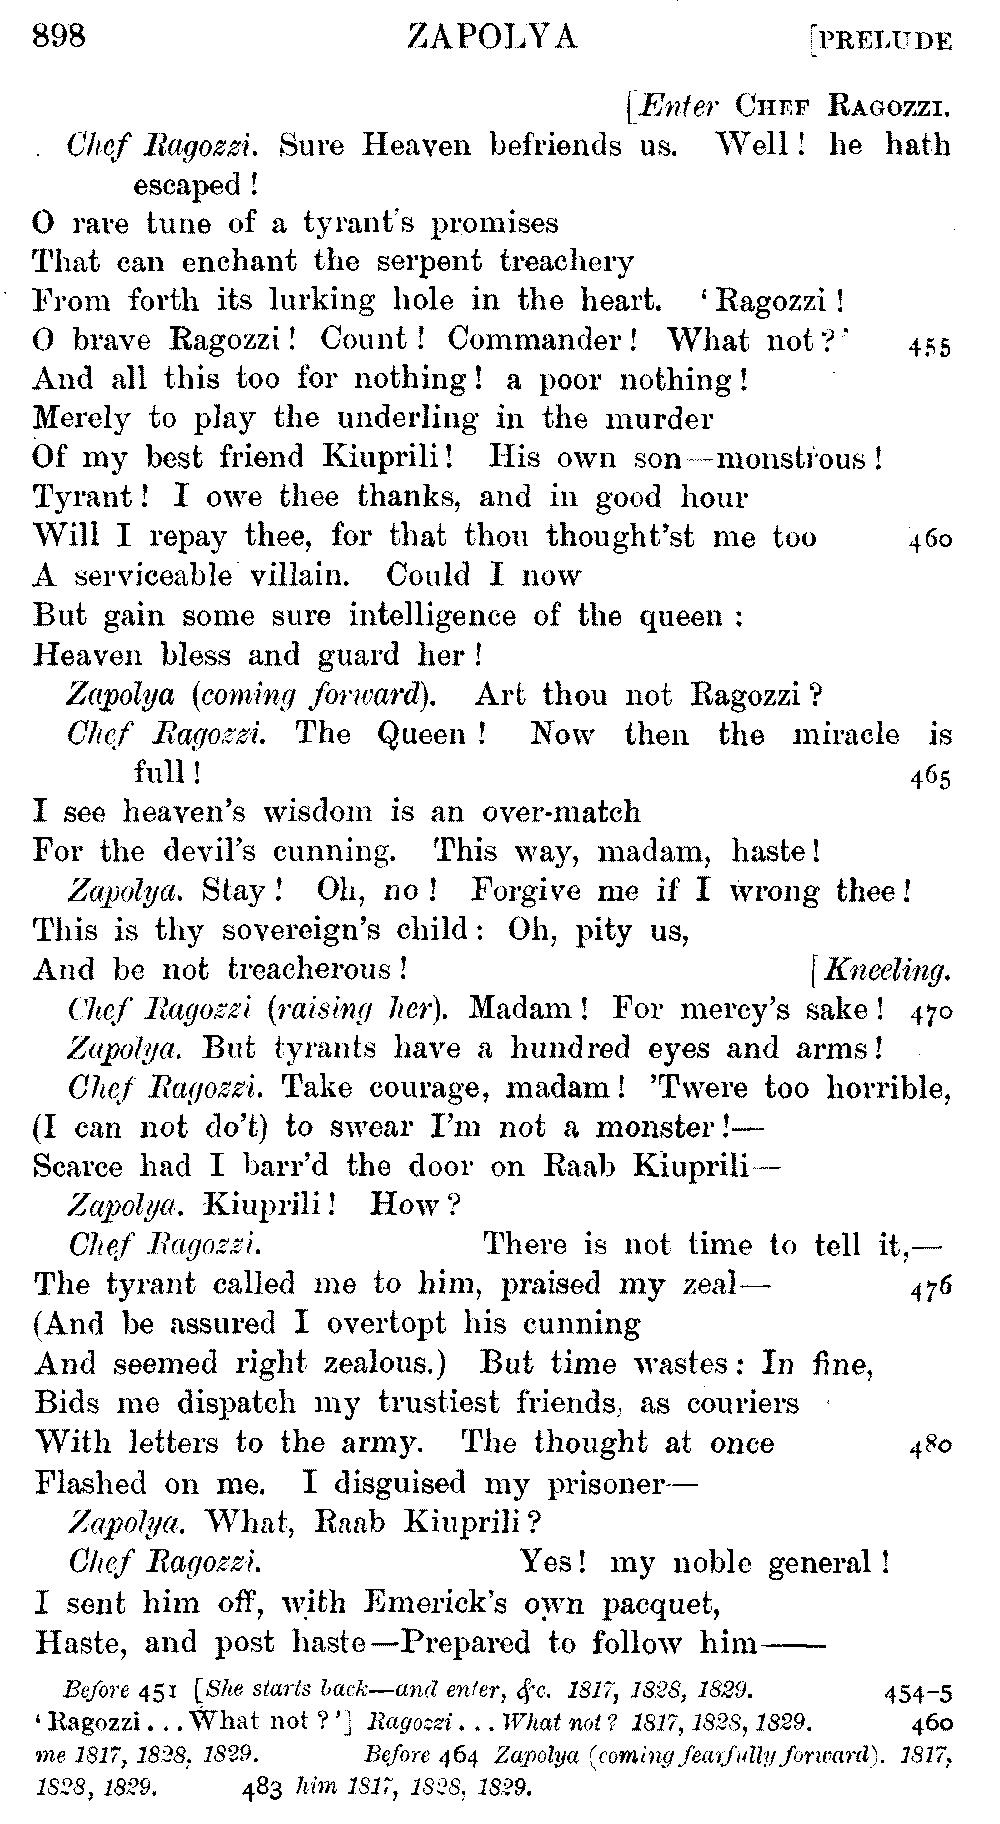 898 ZAPOLYA [PRELUDE
[Enter CHEF RAGOZZI.
Chef Ragozzi. Sure Heaven befriends us. Well! he hath
escaped!
O rare tune of a tyrant's promises
That can enchant the serpent treachery
From forth its lurking hole in the heart. 'Ragozzi!
O brave Ragozzi! Count! Commander! What not?' 455
And all this too for nothing! a poor nothing!
Merely to play the underling in the murder
Of my best friend Kiuprili! His own son—monstrous!
Tyrant! I owe thee thanks, and in good hour
Will I repay thee, for that thou thought'st me too 460
A serviceable villain. Could I now
But gain some sure intelligence of the queen:
Heaven bless and guard her!
Zapolya (coming forward). Art thou not Ragozzi?
Chef Ragozzi. The Queen! Now then the miracle is
full! 465
I see heaven's wisdom is an over-match
For the devil's cunning. This way, madam, haste!
Zapolya. Stay! Oh, no! Forgive me if I wrong thee!
This is thy sovereign's child: Oh, pity us,
And be not treacherous! [Kneeling.
Chef Ragozzi (raising her). Madam! For mercy's sake! 470
Zapolya. But tyrants have a hundred eyes and arms!
Chef Ragozzi. Take courage, madam! 'Twere too horrible,
(I can not do't) to swear I'm not a monster!—
Scarce had I barr'd the door on Raab Kiuprili—
Zapolya. Kiuprili! How?
Chef Ragozzi. There is not time to tell it,—
The tyrant called me to him, praised my zeal— 476
(And be assured I overtopt his cunning
And seemed right zealous.) But time wastes: In fine,
Bids me dispatch my trustiest friends, as couriers
With letters to the army. The thought at once 480
Flashed on me. I disguised my prisoner—
Zapolya. What, Raab Kiuprili?
Chef Ragozzi. Yes! my noble general!
I sent him off, with Emerick's own pacquet,
Haste, and post haste—Prepared to follow him——
Before 451 [She starts back—and enter, &c. 1817, 1828, 1829. 454-5
'Ragozzi... What not?'] Ragozzi... What not? 1817, 1828, 1829. 460
me 1817, 1828, 1829. Before 464 Zapolya (coming fearfully forward). 1817,
1828, 1829. 483 him 1817, 1828, 1829.